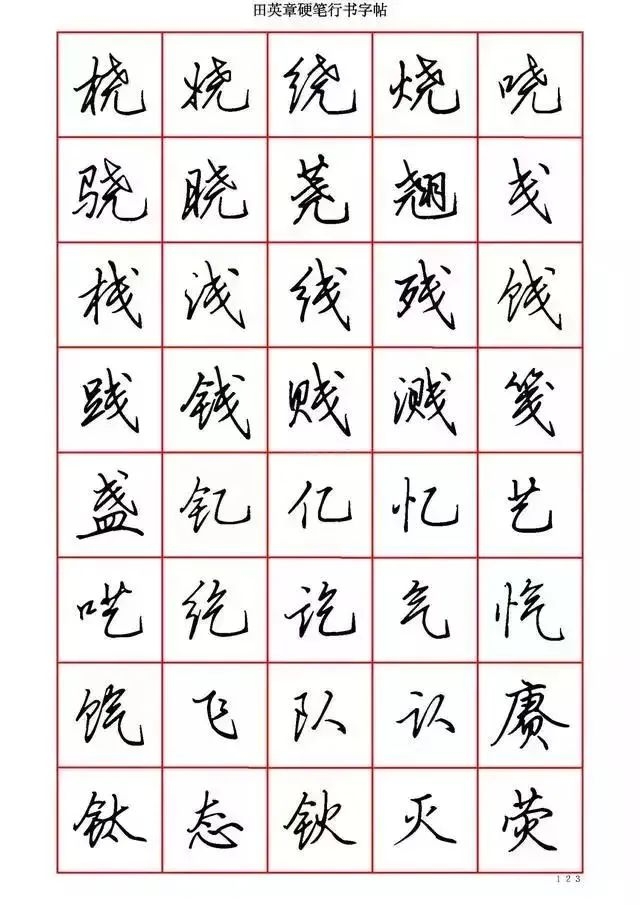 田英章硬笔行书字帖
桡 娆 绕 烧 哓
骁 晓 荛 翘 戋
栈 浅 线 残 饯
践 钱 贱 溅 笺
盏 钇 亿 忆 艺
呓 纥 讫 气 忾
饩 飞 队 认 赓
钛 态 钬 灭 荧
123